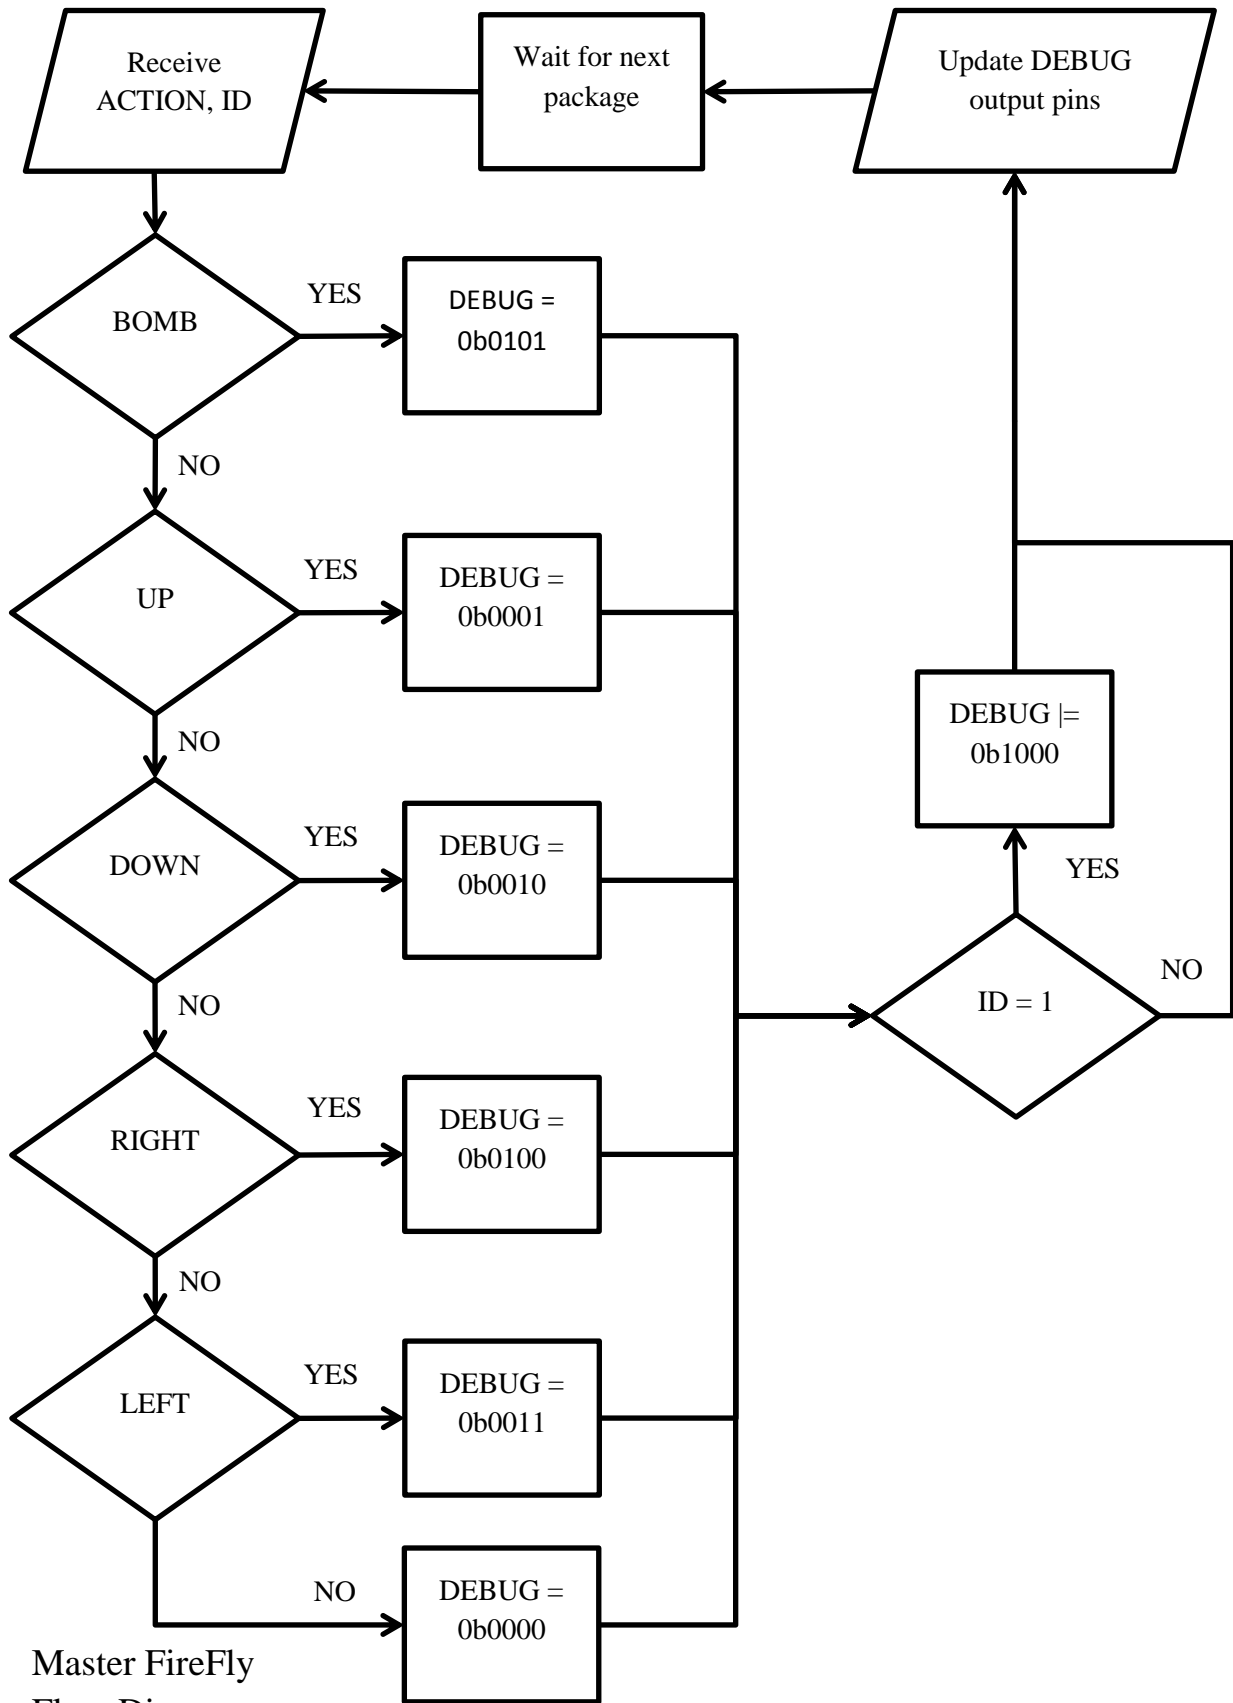 Receive
ACTION, ID
Wait for next
package
Update DEBUG
output pins
BOMB
YES
DEBUG =
0b0101
NO
UP
YES
DEBUG =
0b0001
NO
DOWN
YES
DEBUG =
0b0010
NO
RIGHT
YES
DEBUG =
0b0100
NO
LEFT
YES
DEBUG =
0b0011
NO
DEBUG =
0b0000
DEBUG |=
0b1000
YES
ID = 1
NO
Master FireFly